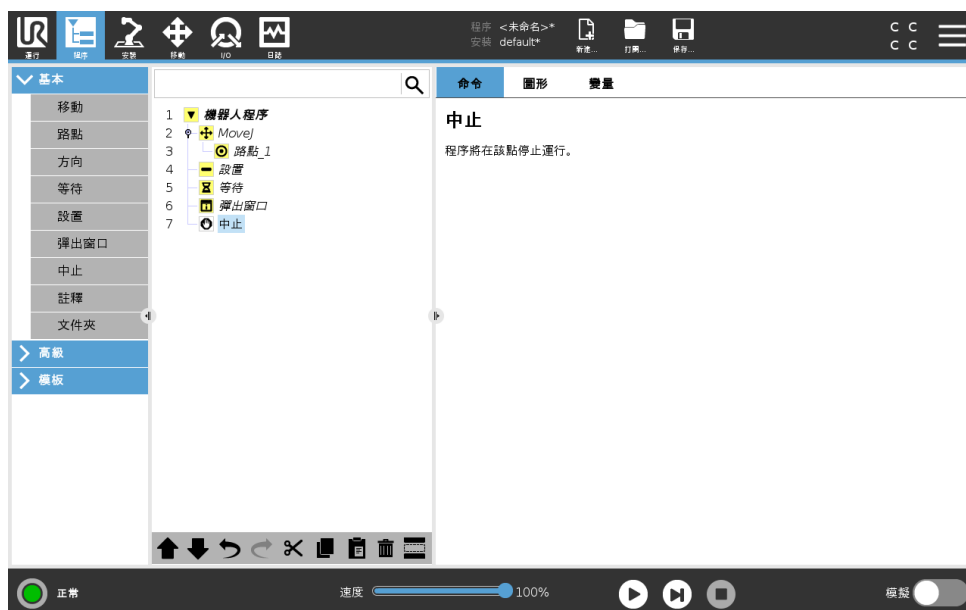 UR
運行
程序
安裝
移動
I/O
日誌
程序 <未命名>*
安裝 default*
新建...
打開...
保存...
C C
C C
基本
移動
路點
方向
等待
設置
彈出窗口
中止
註釋
文件夾
高級
模板
1 機器人程序
2 MoveJ
3 路點_1
4 設置
5 等待
6 彈出窗口
7 中止
命令 圖形 變量
中止
程序將在該點停止運行。
正常
速度 100%
模擬